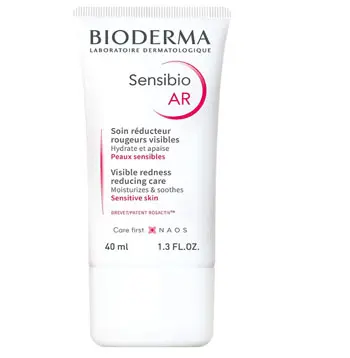 BIODERMA
LABORATOIRE DERMATOLOGIQUE
Sensibio
AR
Soin réducteur
rougeurs visibles
Hydrate et apaise
Peaux sensibles
Visible redness
reducing care
Moisturizes & soothes
Sensitive skin
BREVET/PATENT ROSACTIV™
Care first NAOS
40 ml 1.3 FL.OZ.